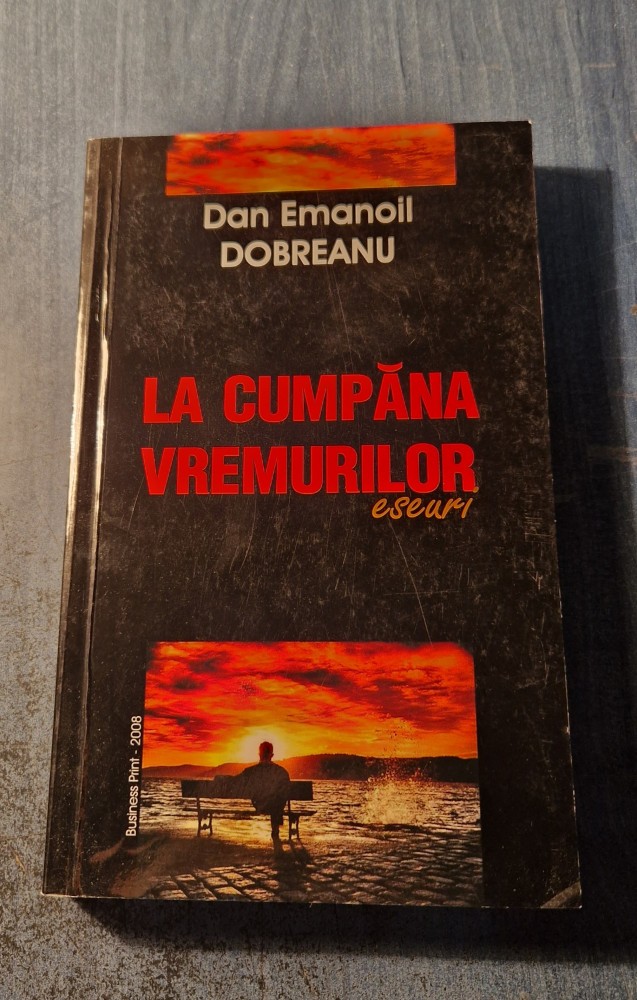 Dan Emanoil
DOBREANU
LA CUMPĂNA
VREMURILOR
eseuri
Business Print - 2008